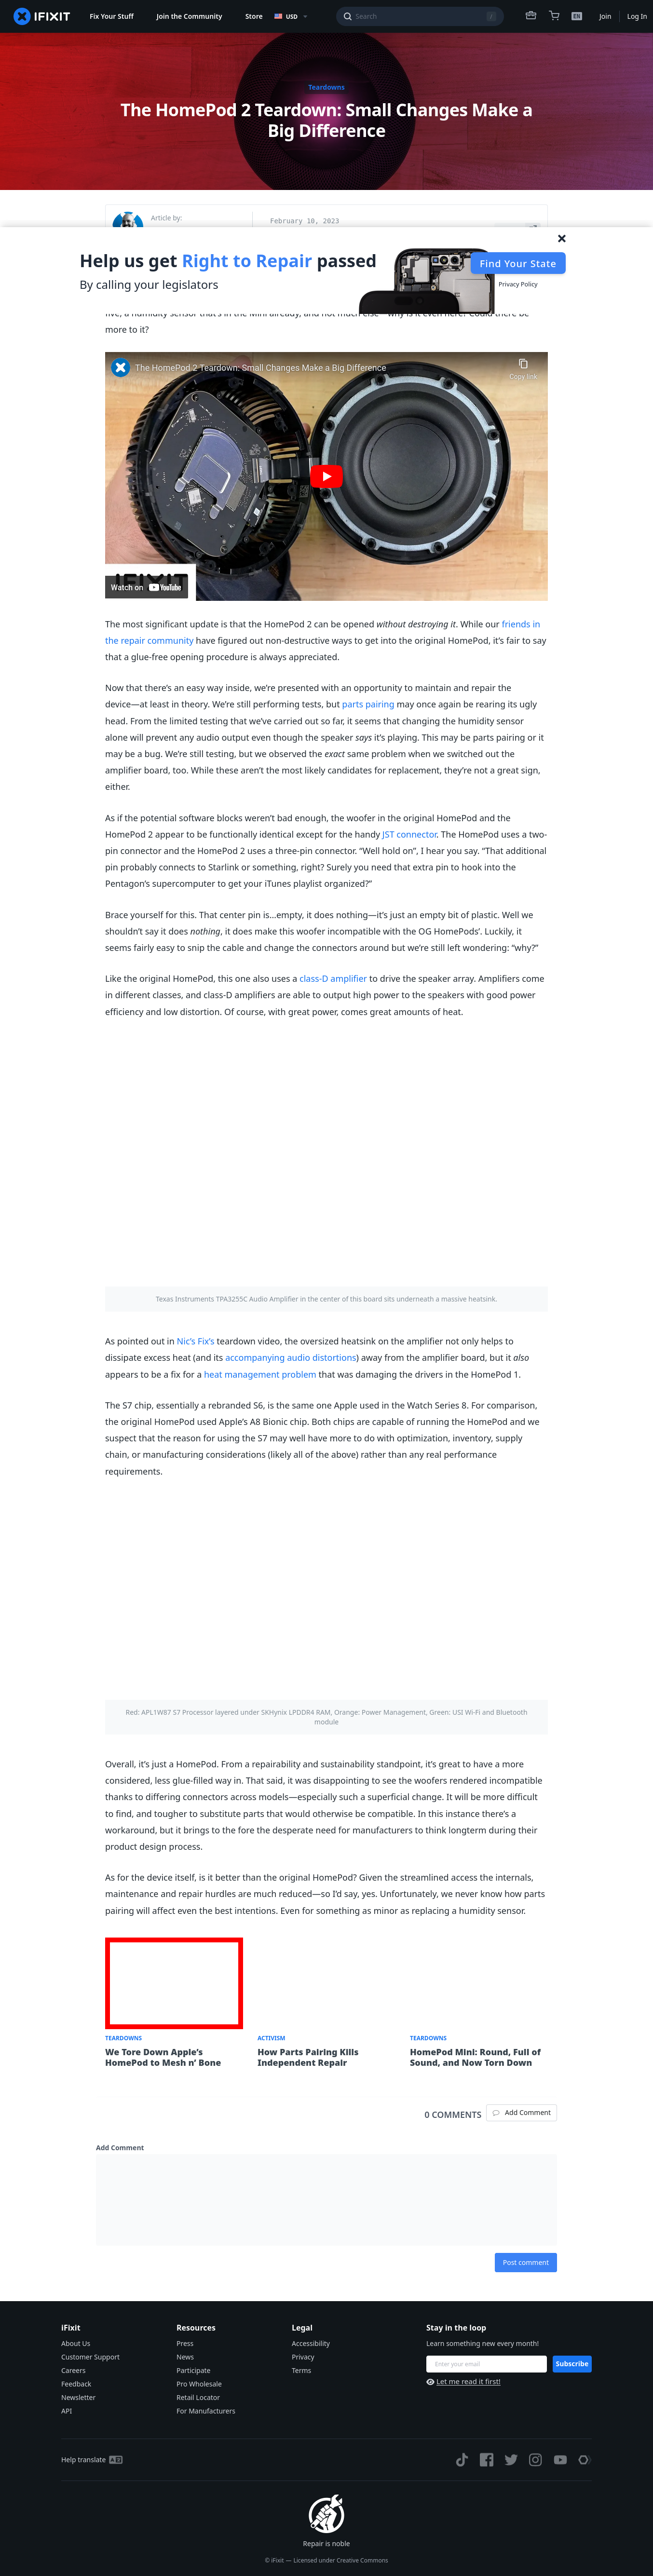 IFIXIT
Fix Your Stuff
Join the Community
Store
USD
Search
/
EN
Join
Log In
Teardowns
The HomePod 2 Teardown: Small Changes Make a
Big Difference
Article by:
February 10, 2023
Help us get Right to Repair passed
By calling your legislators
Find Your State
Privacy Policy
five, a humidity sensor that's in the Mini already, and not much else—why is it even here? Could there be
more to it?
The HomePod 2 Teardown: Small Changes Make a Big Difference
Copy link
IFIXIT
Watch on YouTube
The most significant update is that the HomePod 2 can be opened without destroying it. While our friends in
the repair community have figured out non-destructive ways to get into the original HomePod, it's fair to say
that a glue-free opening procedure is always appreciated.
Now that there's an easy way inside, we're presented with an opportunity to maintain and repair the
device—at least in theory. We're still performing tests, but parts pairing may once again be rearing its ugly
head. From the limited testing that we've carried out so far, it seems that changing the humidity sensor
alone will prevent any audio output even though the speaker says it's playing. This may be parts pairing or it
may be a bug. We're still testing, but we observed the exact same problem when we switched out the
amplifier board, too. While these aren't the most likely candidates for replacement, they're not a great sign,
either.
As if the potential software blocks weren't bad enough, the woofer in the original HomePod and the
HomePod 2 appear to be functionally identical except for the handy JST connector. The HomePod uses a two-
pin connector and the HomePod 2 uses a three-pin connector. "Well hold on", I hear you say. "That additional
pin probably connects to Starlink or something, right? Surely you need that extra pin to hook into the
Pentagon's supercomputer to get your iTunes playlist organized?"
Brace yourself for this. That center pin is…empty, it does nothing—it's just an empty bit of plastic. Well we
shouldn't say it does nothing, it does make this woofer incompatible with the OG HomePods'. Luckily, it
seems fairly easy to snip the cable and change the connectors around but we're still left wondering: "why?"
Like the original HomePod, this one also uses a class-D amplifier to drive the speaker array. Amplifiers come
in different classes, and class-D amplifiers are able to output high power to the speakers with good power
efficiency and low distortion. Of course, with great power, comes great amounts of heat.
Texas Instruments TPA3255C Audio Amplifier in the center of this board sits underneath a massive heatsink.
As pointed out in Nic's Fix's teardown video, the oversized heatsink on the amplifier not only helps to
dissipate excess heat (and its accompanying audio distortions) away from the amplifier board, but it also
appears to be a fix for a heat management problem that was damaging the drivers in the HomePod 1.
The S7 chip, essentially a rebranded S6, is the same one Apple used in the Watch Series 8. For comparison,
the original HomePod used Apple's A8 Bionic chip. Both chips are capable of running the HomePod and we
suspect that the reason for using the S7 may well have more to do with optimization, inventory, supply
chain, or manufacturing considerations (likely all of the above) rather than any real performance
requirements.
Red: APL1W87 S7 Processor layered under SKHynix LPDDR4 RAM, Orange: Power Management, Green: USI Wi-Fi and Bluetooth
module
Overall, it's just a HomePod. From a repairability and sustainability standpoint, it's great to have a more
considered, less glue-filled way in. That said, it was disappointing to see the woofers rendered incompatible
thanks to differing connectors across models—especially such a superficial change. It will be more difficult
to find, and tougher to substitute parts that would otherwise be compatible. In this instance there's a
workaround, but it brings to the fore the desperate need for manufacturers to think longterm during their
product design process.
As for the device itself, is it better than the original HomePod? Given the streamlined access the internals,
maintenance and repair hurdles are much reduced—so I'd say, yes. Unfortunately, we never know how parts
pairing will affect even the best intentions. Even for something as minor as replacing a humidity sensor.
TEARDOWNS
We Tore Down Apple's
HomePod to Mesh n' Bone
ACTIVISM
How Parts Pairing Kills
Independent Repair
TEARDOWNS
HomePod Mini: Round, Full of
Sound, and Now Torn Down
0 COMMENTS
Add Comment
Add Comment
Post comment
iFixit
About Us
Customer Support
Careers
Feedback
Newsletter
API
Resources
Press
News
Participate
Pro Wholesale
Retail Locator
For Manufacturers
Legal
Accessibility
Privacy
Terms
Stay in the loop
Learn something new every month!
Enter your email
Subscribe
Let me read it first!
Help translate
Repair is noble
© iFixit — Licensed under Creative Commons